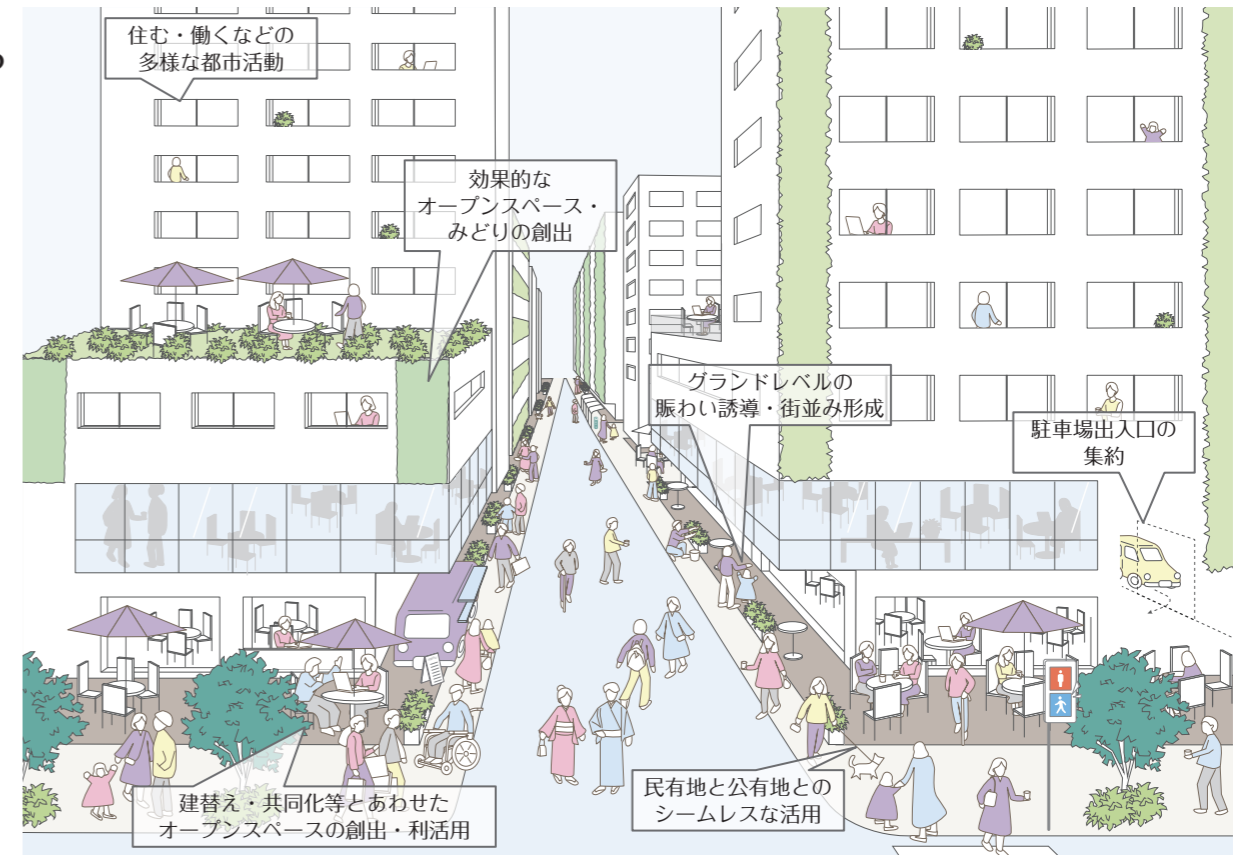 住む・働くなどの
多様な都市活動
効果的な
オープンスペース・
みどりの創出
グランドレベルの
賑わい誘導・街並み形成
駐車場出入口の
集約
建替え・共同化等とあわせた
オープンスペースの創出・利活用
民有地と公有地との
シームレスな活用